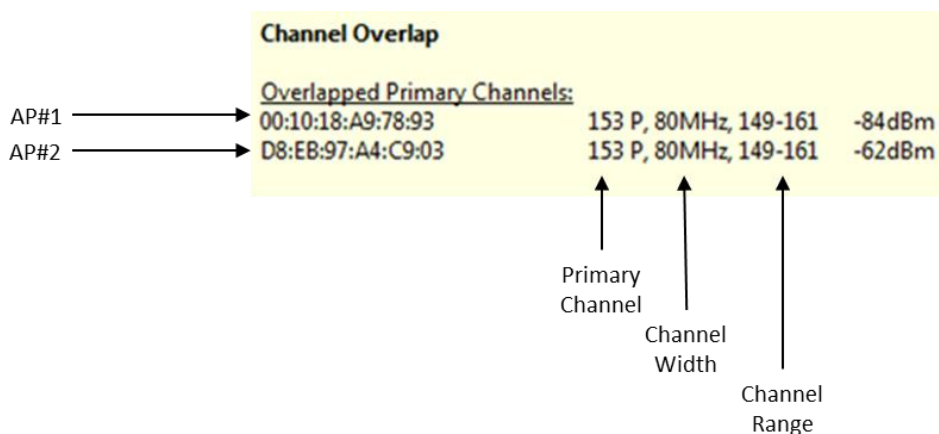 Channel Overlap
Overlapped Primary Channels:
AP#1 00:10:18:A9:78:93 153 P, 80MHz, 149-161 -84dBm
AP#2 D8:EB:97:A4:C9:03 153 P, 80MHz, 149-161 -62dBm
Primary
Channel
Channel
Width
Channel
Range